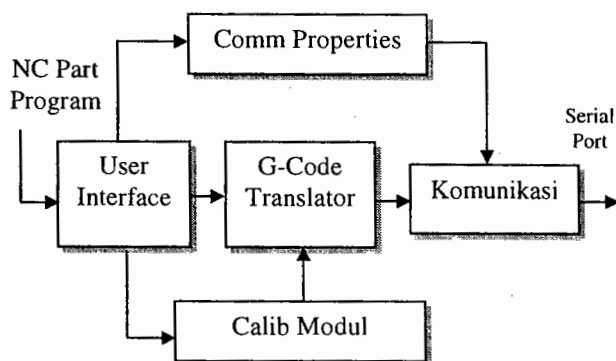 Comm Properties
NC Part
Program
Serial
Port
User
Interface
G-Code
Translator
Komunikasi
Calib Modul